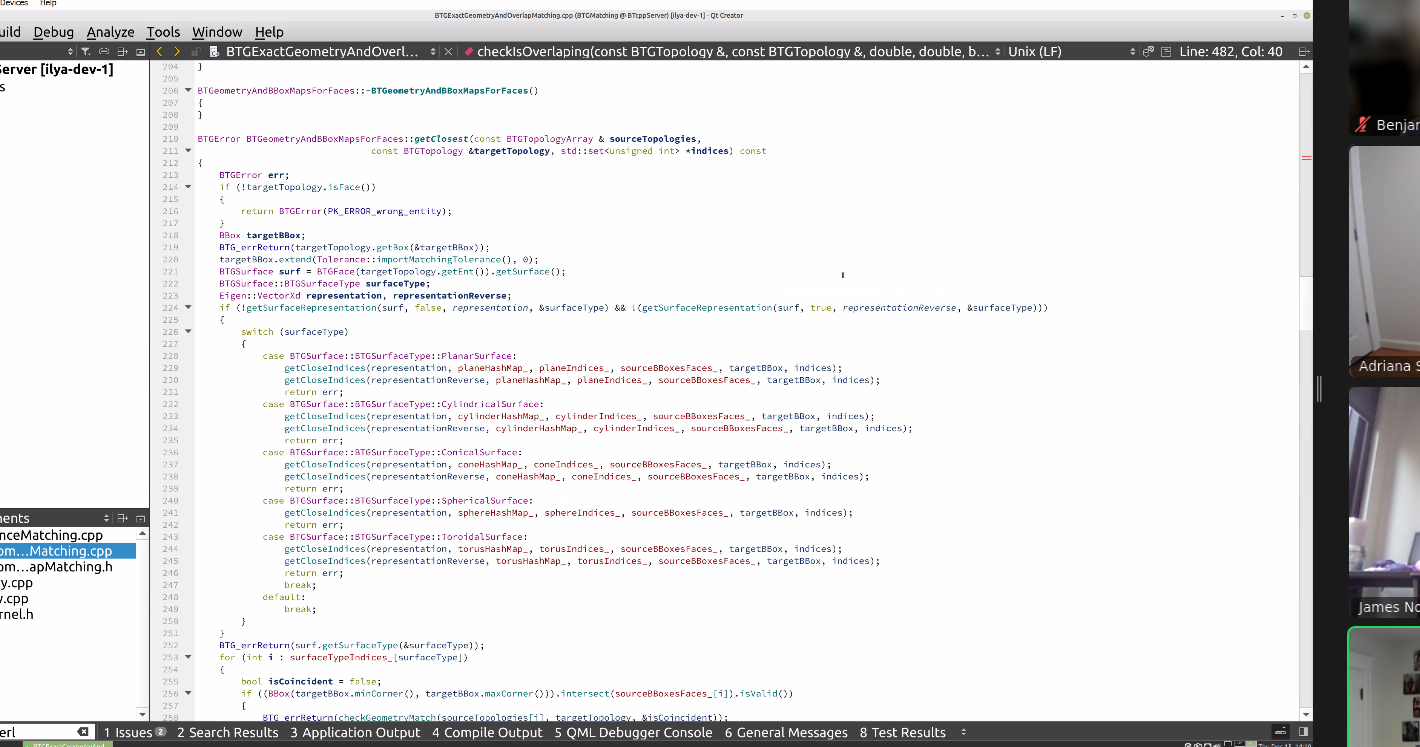 Devices Help
BTGExactGeometryAndOverlapMatching.cpp (BTGMatching @ BTcppServer) [ilya-dev-1] - Qt Creator
uild Debug Analyze Tools Window Help
BTGExactGeometryAndOverl... checkIsOverlaping(const BTGTopology &, const BTGTopology &, double, double, b... Unix (LF) Line: 482, Col: 40
Server [ilya-dev-1]
s
204 }
205
206 BTGeometryAndBBoxMapsForFaces::~BTGeometryAndBBoxMapsForFaces()
207 {
208 }
209
210 BTGError BTGeometryAndBBoxMapsForFaces::getClosest(const BTGTopologyArray & sourceTopologies,
211 const BTGTopology &targetTopology, std::set<unsigned int> *indices) const
212 {
213 BTGError err;
214 if (!targetTopology.isFace())
215 {
216 return BTGError(PK_ERROR_wrong_entity);
217 }
218 BBox targetBBox;
219 BTG_errReturn(targetTopology.getBox(&targetBBox));
220 targetBBox.extend(Tolerance::importMatchingTolerance(), 0);
221 BTGSurface surf = BTGFace(targetTopology.getEnt()).getSurface();
222 BTGSurface::BTGSurfaceType surfaceType;
223 Eigen::VectorXd representation, representationReverse;
224 if (!getSurfaceRepresentation(surf, false, representation, &surfaceType) && !(getSurfaceRepresentation(surf, true, representationReverse, &surfaceType)))
225 {
226 switch (surfaceType)
227 {
228 case BTGSurface::BTGSurfaceType::PlanarSurface:
229 getCloseIndices(representation, planeHashMap_, planeIndices_, sourceBBoxesFaces_, targetBBox, indices);
230 getCloseIndices(representationReverse, planeHashMap_, planeIndices_, sourceBBoxesFaces_, targetBBox, indices);
231 return err;
232 case BTGSurface::BTGSurfaceType::CylindricalSurface:
233 getCloseIndices(representation, cylinderHashMap_, cylinderIndices_, sourceBBoxesFaces_, targetBBox, indices);
234 getCloseIndices(representationReverse, cylinderHashMap_, cylinderIndices_, sourceBBoxesFaces_, targetBBox, indices);
235 return err;
236 case BTGSurface::BTGSurfaceType::ConicalSurface:
237 getCloseIndices(representation, coneHashMap_, coneIndices_, sourceBBoxesFaces_, targetBBox, indices);
238 getCloseIndices(representationReverse, coneHashMap_, coneIndices_, sourceBBoxesFaces_, targetBBox, indices);
239 return err;
240 case BTGSurface::BTGSurfaceType::SphericalSurface:
241 getCloseIndices(representation, sphereHashMap_, sphereIndices_, sourceBBoxesFaces_, targetBBox, indices);
242 return err;
243 case BTGSurface::BTGSurfaceType::ToroidalSurface:
244 getCloseIndices(representation, torusHashMap_, torusIndices_, sourceBBoxesFaces_, targetBBox, indices);
245 getCloseIndices(representationReverse, torusHashMap_, torusIndices_, sourceBBoxesFaces_, targetBBox, indices);
246 return err;
247 break;
248 default:
249 break;
250 }
251 }
252 BTG_errReturn(surf.getSurfaceType(&surfaceType));
253 for (int i : surfaceTypeIndices_[surfaceType])
254 {
255 bool isCoincident = false;
256 if ((BBox(targetBBox.minCorner(), targetBBox.maxCorner())).intersect(sourceBBoxesFaces_[i]).isValid())
257 {
258 BTG_errReturn(checkGeometryMatch(sourceTopologies[i], targetTopology, &isCoincident));
ments
nceMatching.cpp
om...Matching.cpp
om...apMatching.h
y.cpp
y.cpp
rnel.h
erl 1 Issues 2 2 Search Results 3 Application Output 4 Compile Output 5 QML Debugger Console 6 General Messages 8 Test Results
BTGExactGeometryAnd
Benjar
Adriana S
James No